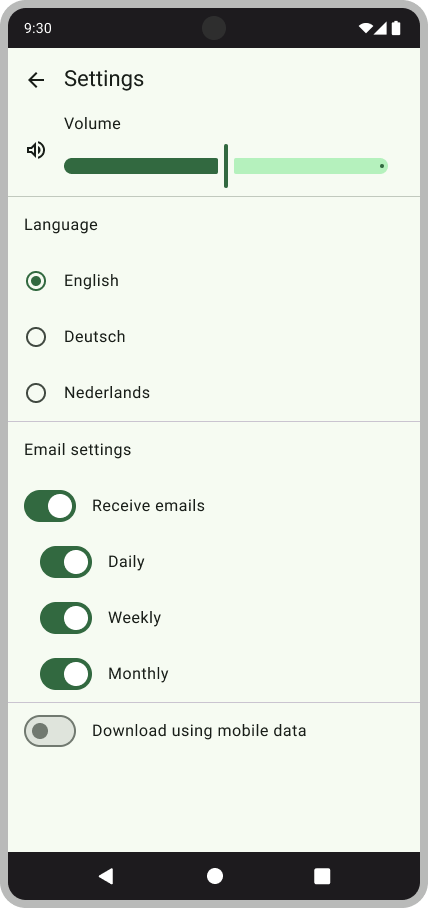 9:30
Settings
Volume
Language
English
Deutsch
Nederlands
Email settings
Receive emails
Daily
Weekly
Monthly
Download using mobile data